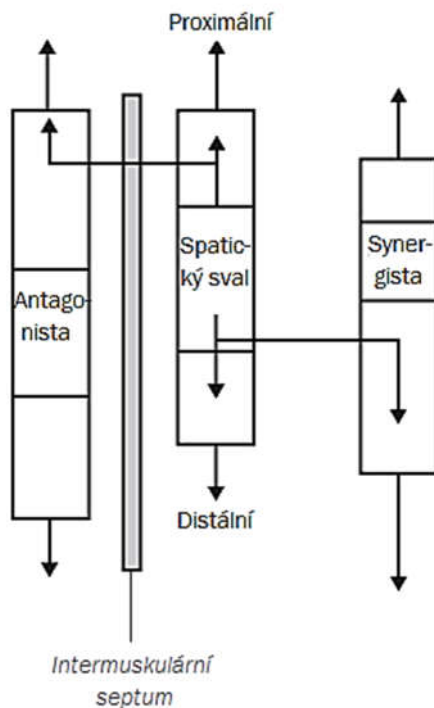 Proximální
Spatic-
ký sval
Syner-
gista
Antago-
nista
Distální
Intermuskulární
septum